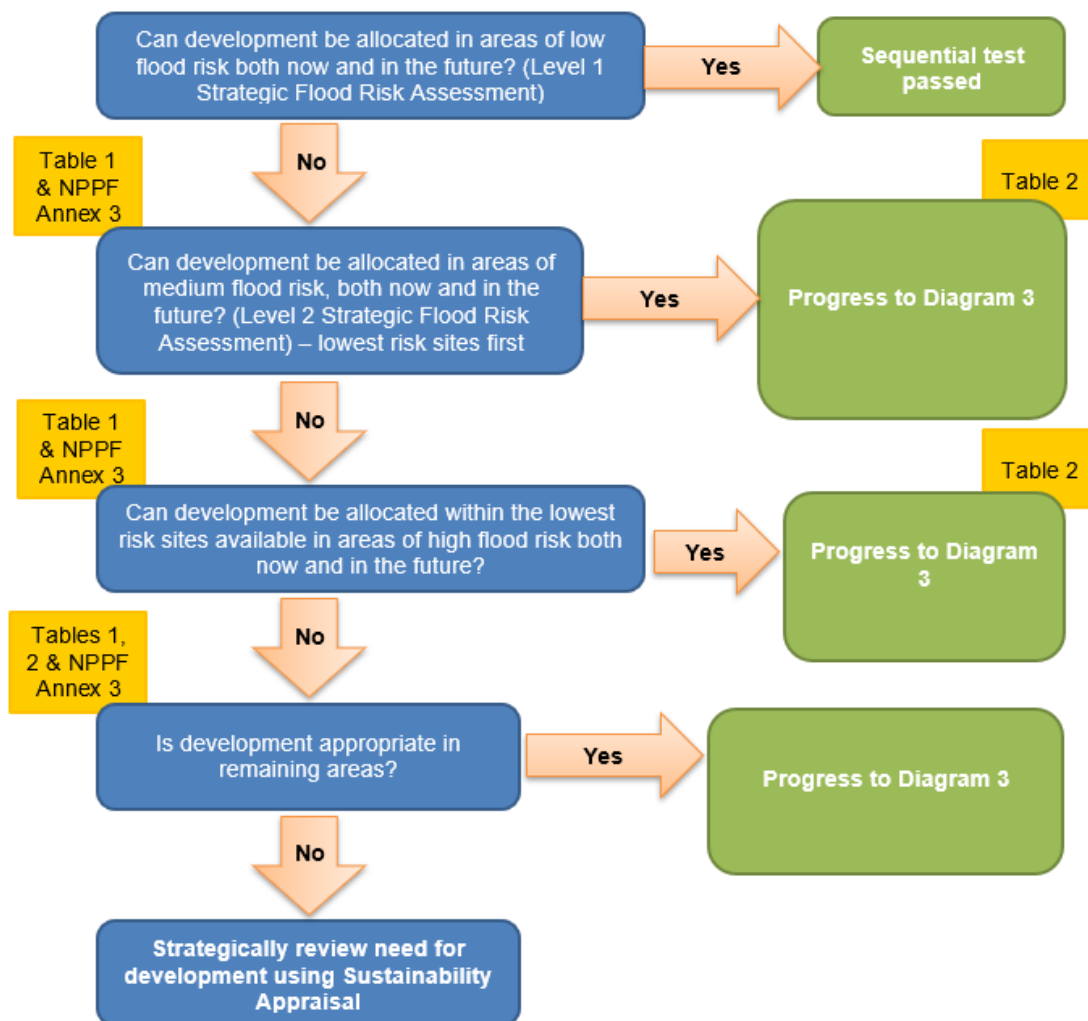 Can development be allocated in areas of low
flood risk both now and in the future? (Level 1
Strategic Flood Risk Assessment)
Yes
Sequential test
passed
No
Table 1
& NPPF
Annex 3
Table 2
Can development be allocated in areas of
medium flood risk, both now and in the
future? (Level 2 Strategic Flood Risk
Assessment) – lowest risk sites first
Yes
Progress to Diagram 3
No
Table 1
& NPPF
Annex 3
Table 2
Can development be allocated within the lowest
risk sites available in areas of high flood risk both
now and in the future?
Yes
Progress to Diagram
3
No
Tables 1,
2 & NPPF
Annex 3
Is development appropriate in
remaining areas?
Yes
Progress to Diagram 3
No
Strategically review need for
development using Sustainability
Appraisal